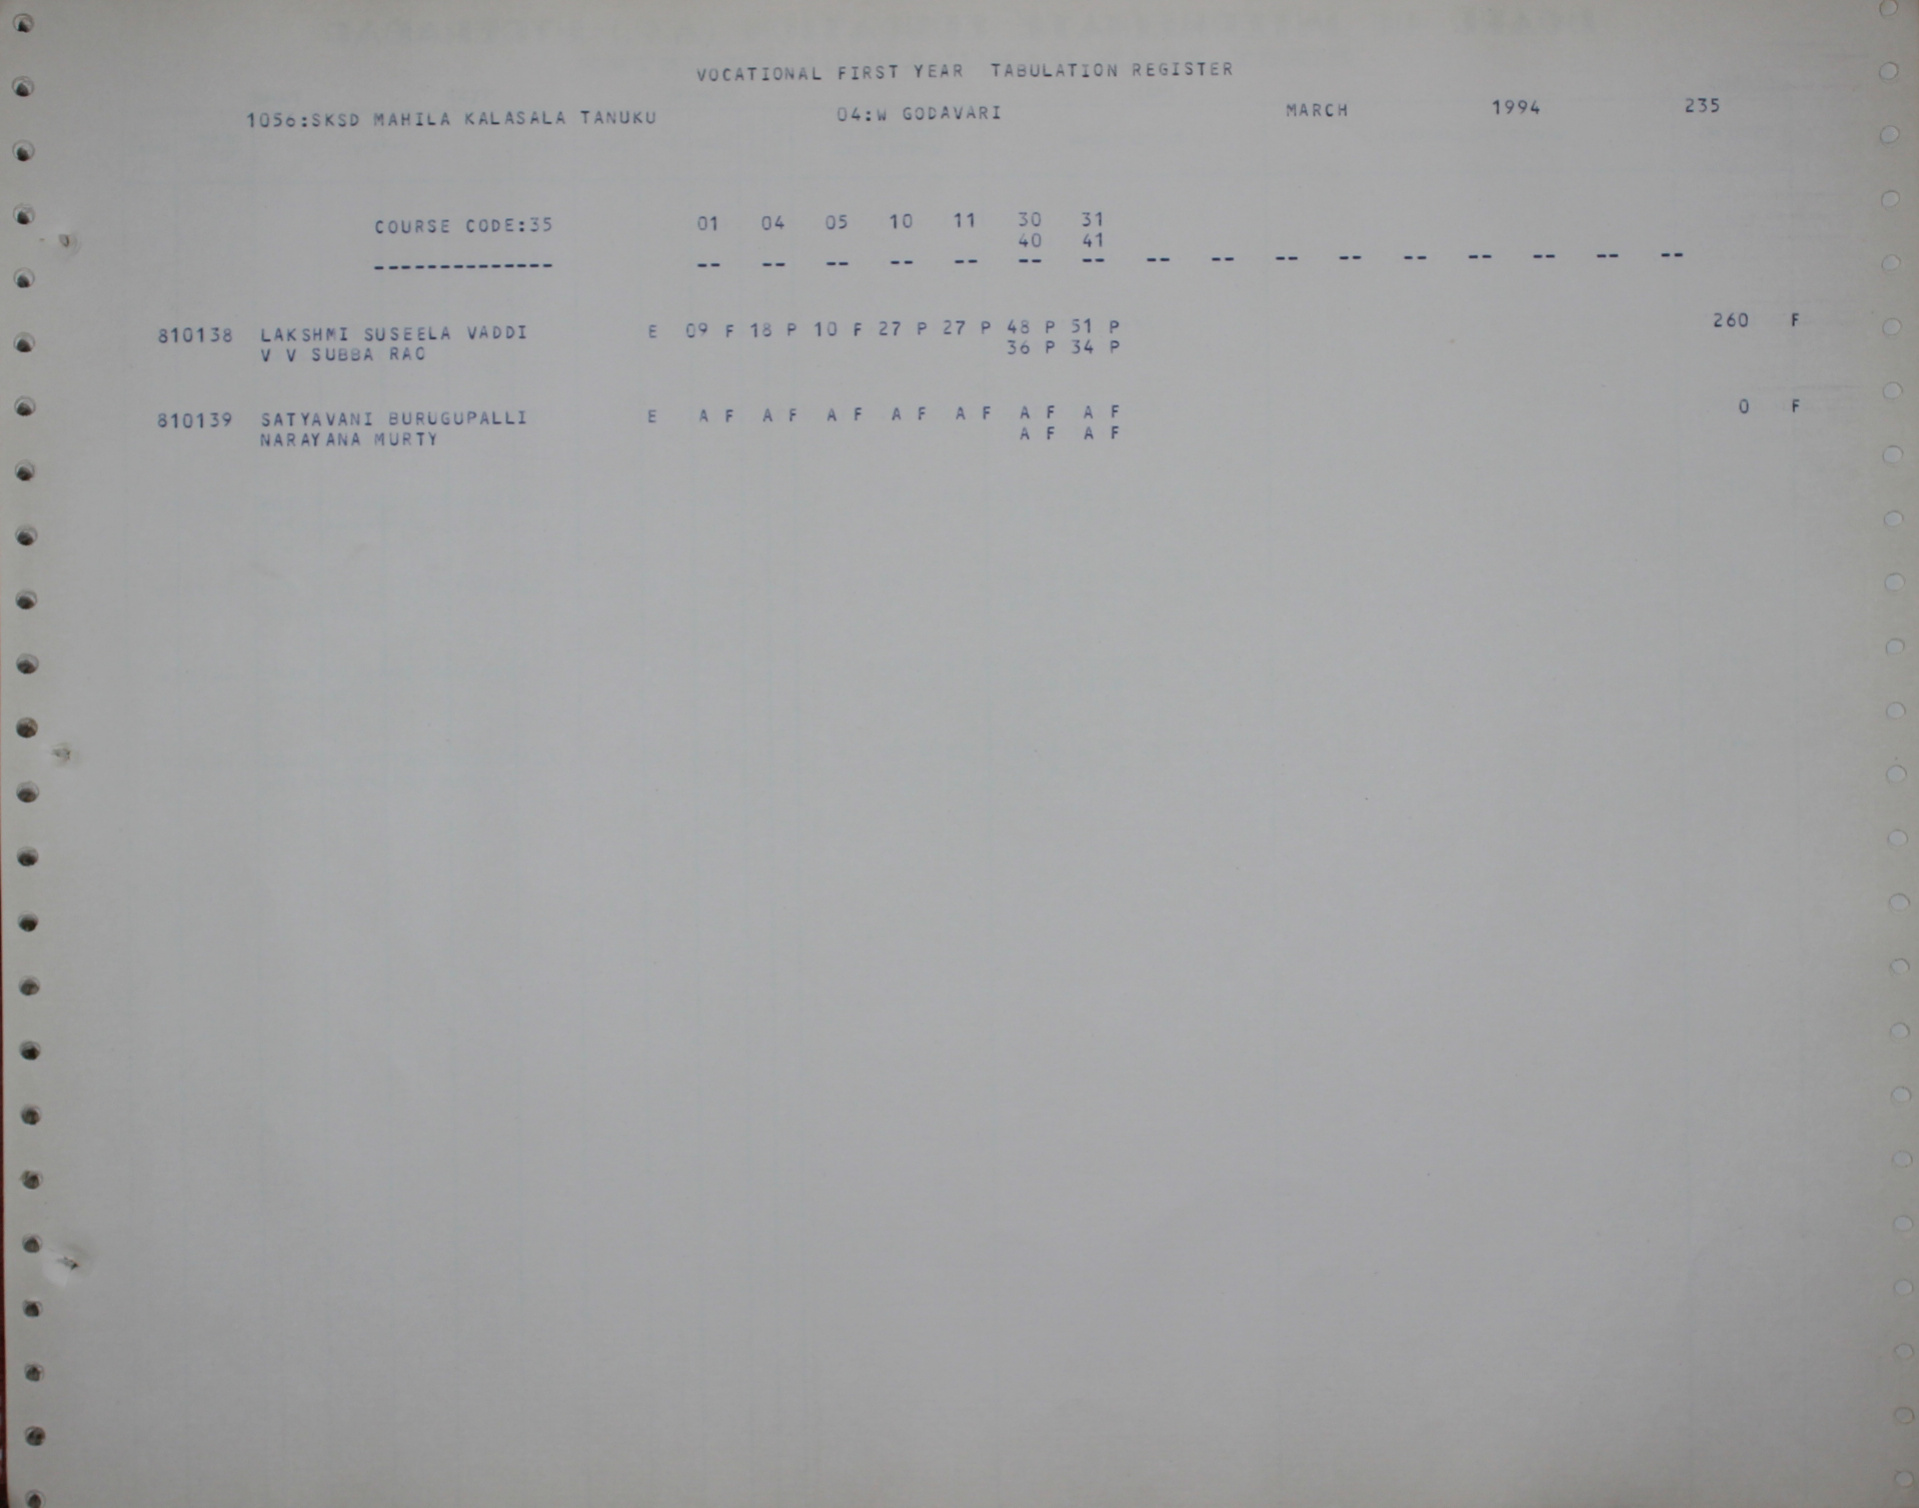 VOCATIONAL FIRST YEAR TABULATION REGISTER
1056:SKSD MAHILA KALASALA TANUKU 04:W GODAVARI MARCH 1994 235
COURSE CODE:35 01 04 05 10 11 30 31
40 41
-------------- -- -- -- -- -- -- -- -- -- -- -- -- -- -- -- --
810138 LAKSHMI SUSEELA VADDI E 09 F 18 P 10 F 27 P 27 P 48 P 51 P 260 F
V V SUBBA RAO 36 P 34 P
810139 SATYAVANI BURUGUPALLI E A F A F A F A F A F A F A F 0 F
NARAYANA MURTY A F A F